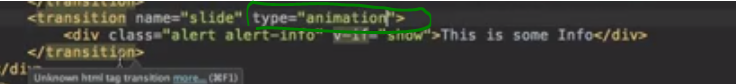 <transition name="slide" type="animation">
<div class="alert alert-info" v-if="show">This is some Info</div>
</transition>
</div>
Unknown html tag transition more... (⌘F1)